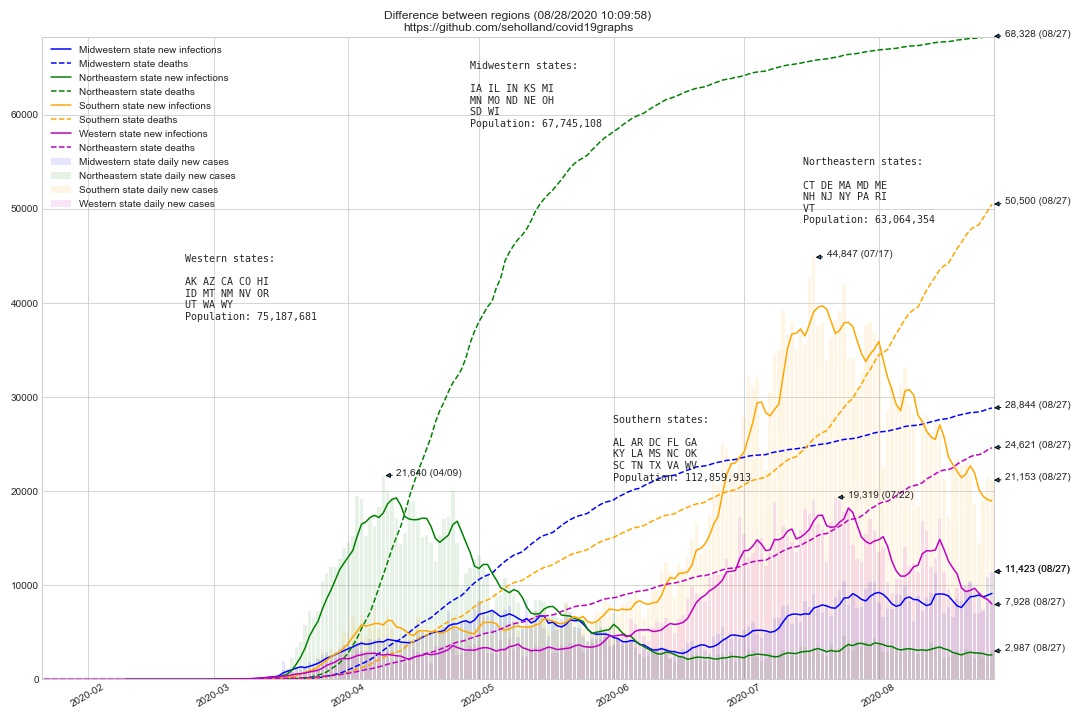 Difference between regions (08/28/2020 10:09:58)
https://github.com/seholland/covid19graphs
Midwestern state new infections
Midwestern state deaths
Northeastern state new infections
Northeastern state deaths
Southern state new infections
Southern state deaths
Western state new infections
Northeastern state deaths
Midwestern state daily new cases
Northeastern state daily new cases
Southern state daily new cases
Western state daily new cases
Midwestern states:
IA IL IN KS MI
MN MO ND NE OH
SD WI
Population: 67,745,108
Northeastern states:
CT DE MA MD ME
NH NJ NY PA RI
VT
Population: 63,064,354
Western states:
AK AZ CA CO HI
ID MT NM NV OR
UT WA WY
Population: 75,187,681
Southern states:
AL AR DC FL GA
KY LA MS NC OK
SC TN TX VA WV
Population: 112,859,913
68,328 (08/27)
50,500 (08/27)
44,847 (07/17)
28,844 (08/27)
24,621 (08/27)
21,640 (04/09)
21,153 (08/27)
19,319 (07/22)
11,423 (08/27)
7,928 (08/27)
2,987 (08/27)
60000
50000
40000
30000
20000
10000
0
2020-02
2020-03
2020-04
2020-05
2020-06
2020-07
2020-08